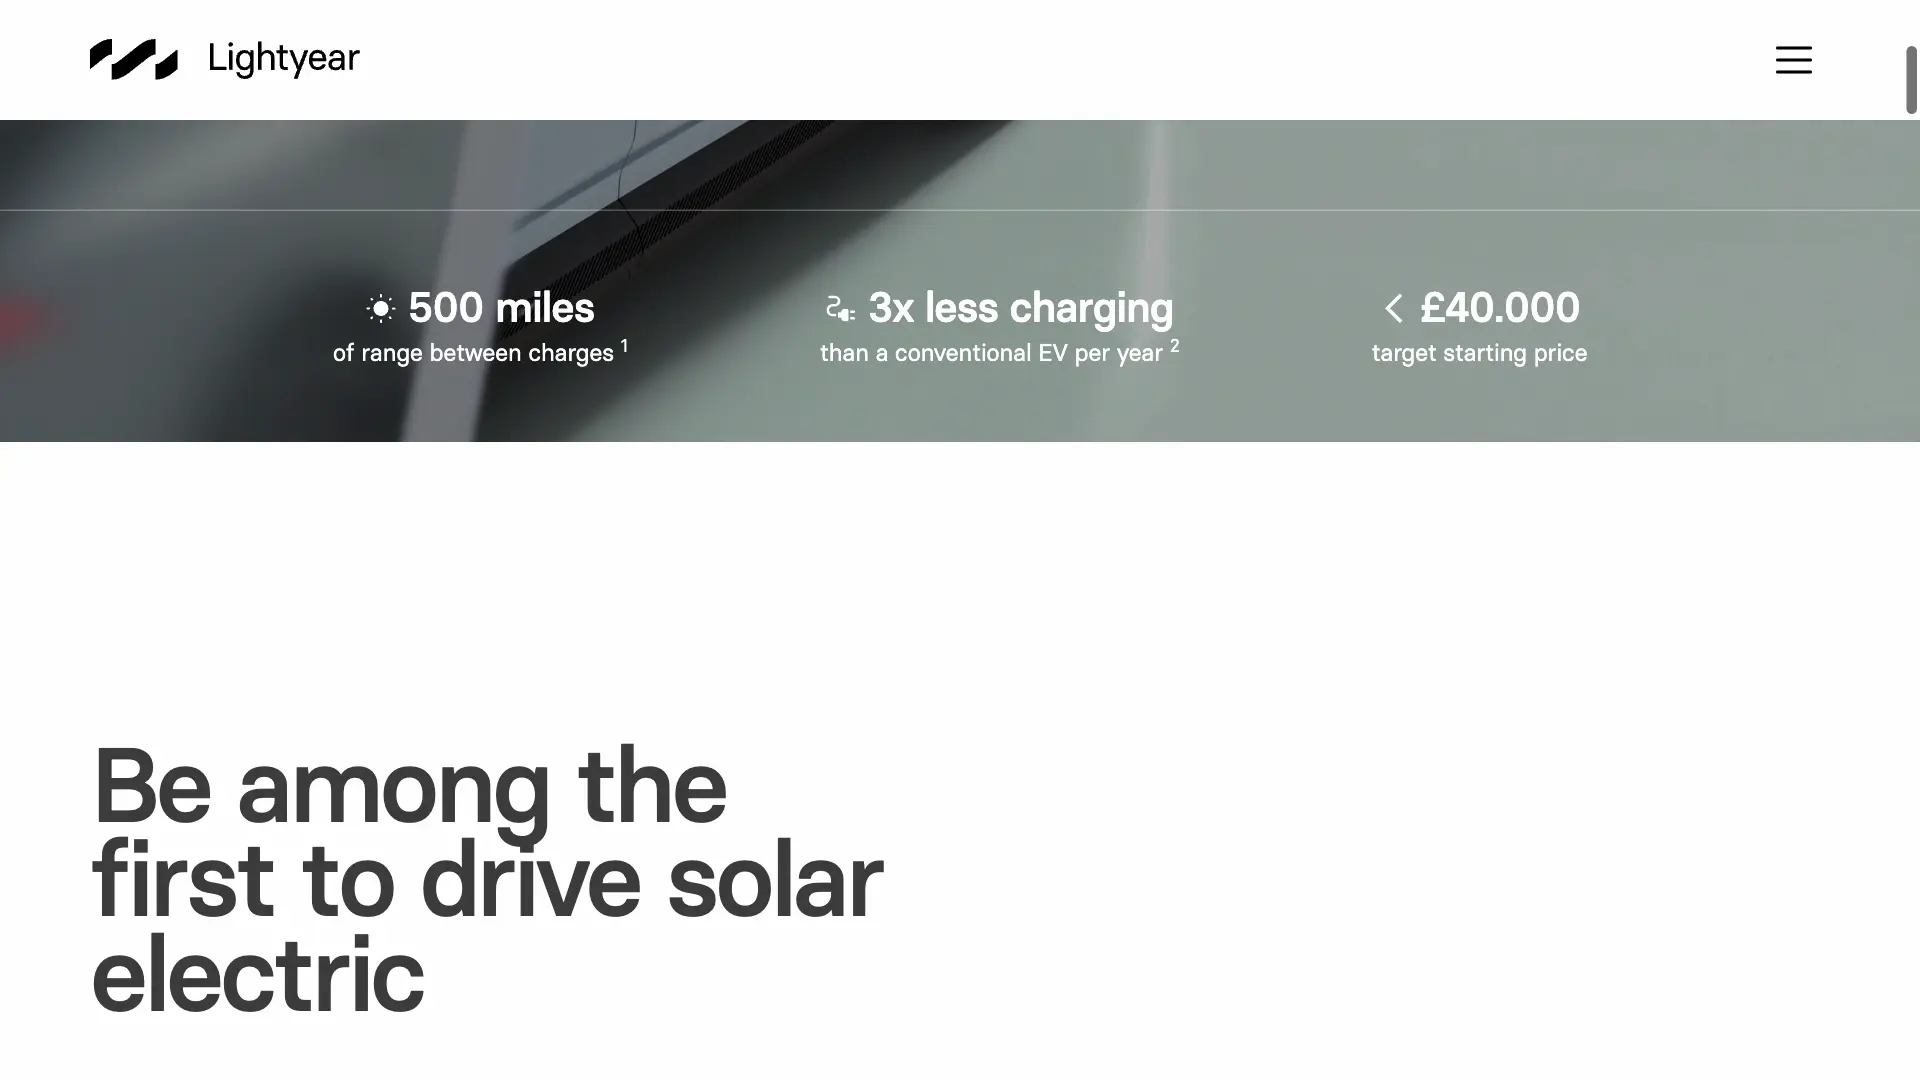 Lightyear
500 miles
of range between charges 1
3x less charging
than a conventional EV per year 2
< £40.000
target starting price
Be among the
first to drive solar
electric